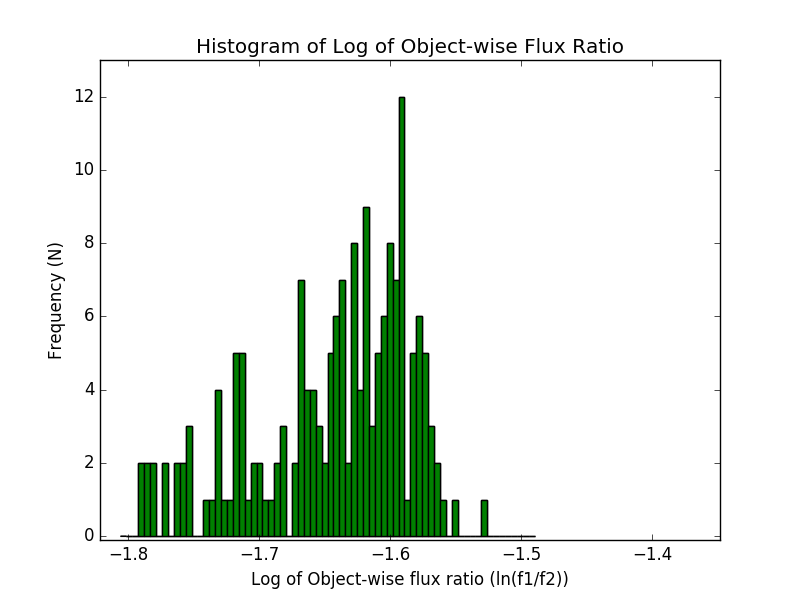 Histogram of Log of Object-wise Flux Ratio
Frequency (N)
12
10
8
6
4
2
0
−1.8 −1.7 −1.6 −1.5 −1.4
Log of Object-wise flux ratio (ln(f1/f2))